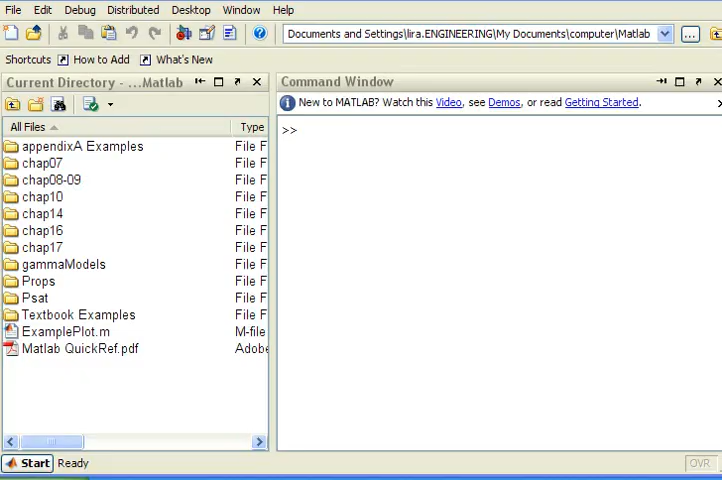 File Edit Debug Distributed Desktop Window Help
Documents and Settings\lira.ENGINEERING\My Documents\computer\Matlab ...
Shortcuts How to Add What's New
Current Directory - ...Matlab
Command Window
New to MATLAB? Watch this Video, see Demos, or read Getting Started.
>>
All Files Type
appendixA Examples File F
chap07 File F
chap08-09 File F
chap10 File F
chap14 File F
chap16 File F
chap17 File F
gammaModels File F
Props File F
Psat File F
Textbook Examples File F
ExamplePlot.m M-file
Matlab QuickRef.pdf Adobe
Start Ready OVR